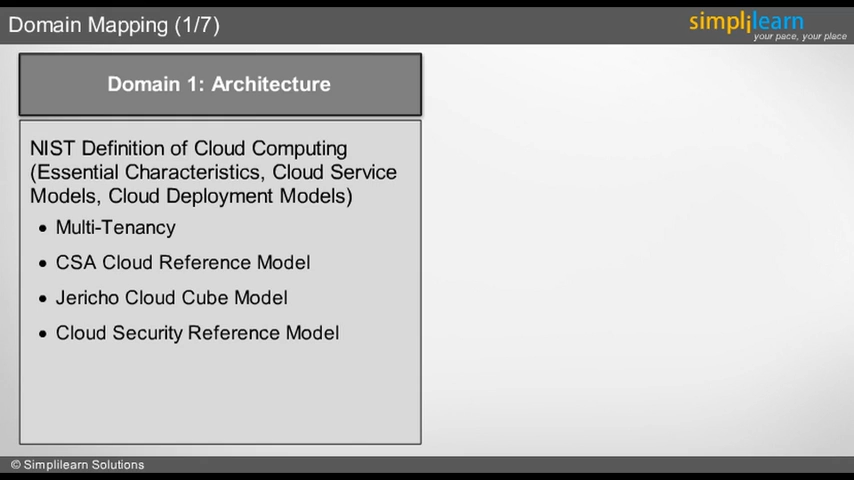 Domain Mapping (1/7)
simplilearn
your pace, your place
Domain 1: Architecture
NIST Definition of Cloud Computing
(Essential Characteristics, Cloud Service
Models, Cloud Deployment Models)
• Multi-Tenancy
• CSA Cloud Reference Model
• Jericho Cloud Cube Model
• Cloud Security Reference Model
© Simplilearn Solutions